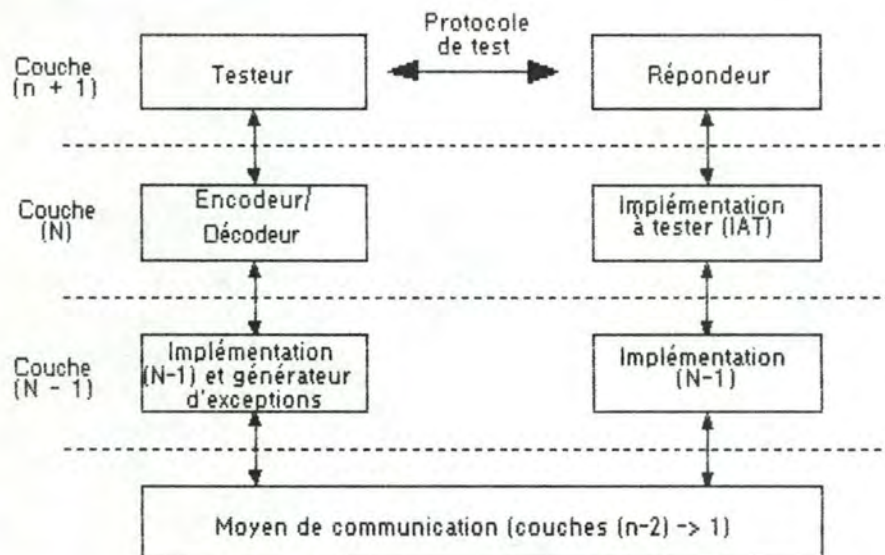 Protocole
de test
Couche
(n + 1)
Testeur
Répondeur
Couche
(N)
Encodeur/
Décodeur
Implémentation
à tester (IAT)
Couche
(N - 1)
Implémentation
(N-1) et générateur
d'exceptions
Implémentation
(N-1)
Moyen de communication (couches (n-2) -> 1)